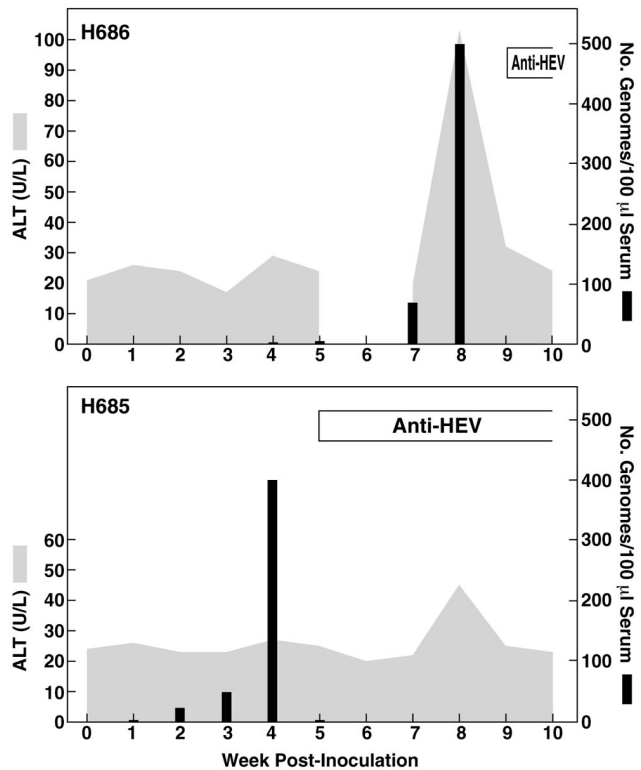 H686
100
90
80
70
60
50
40
30
20
10
0
ALT (U/L)
500
400
300
200
100
0
No. Genomes/100 µl Serum
Anti-HEV
0 1 2 3 4 5 6 7 8 9 10
H685
60
50
40
30
20
10
0
ALT (U/L)
500
400
300
200
100
0
No. Genomes/100 µl Serum
Anti-HEV
0 1 2 3 4 5 6 7 8 9 10
Week Post-Inoculation